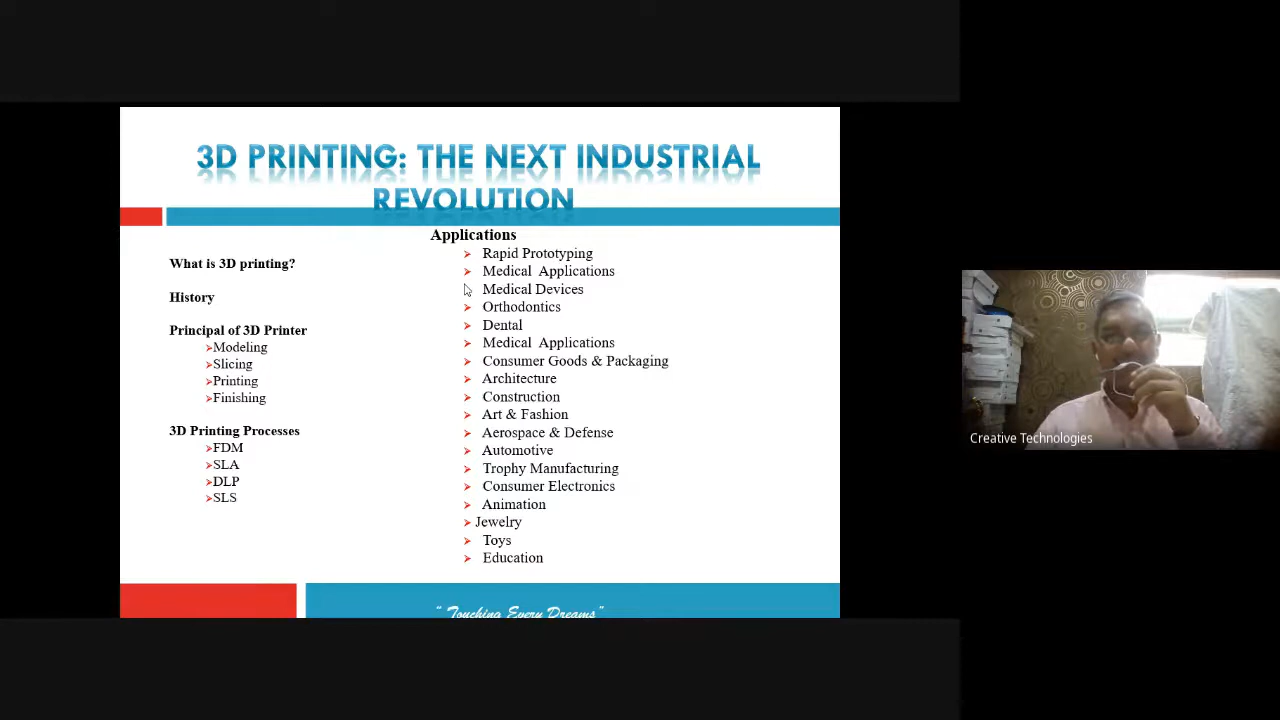 3D PRINTING: THE NEXT INDUSTRIAL
REVOLUTION
What is 3D printing?
History
Principal of 3D Printer
Modeling
Slicing
Printing
Finishing
3D Printing Processes
FDM
SLA
DLP
SLS
Applications
Rapid Prototyping
Medical Applications
Medical Devices
Orthodontics
Dental
Medical Applications
Consumer Goods & Packaging
Architecture
Construction
Art & Fashion
Aerospace & Defense
Automotive
Trophy Manufacturing
Consumer Electronics
Animation
Jewelry
Toys
Education
“ Touching Every Dreams”
Creative Technologies